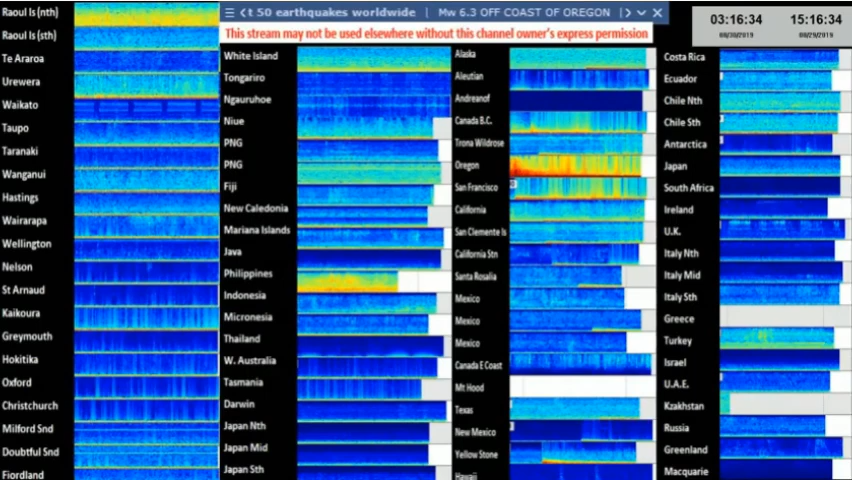 Raoul Is (nth)
Raoul Is (sth)
Te Araroa
Urewera
Waikato
Taupo
Taranaki
Wanganui
Hastings
Wairarapa
Wellington
Nelson
St Arnaud
Kaikoura
Greymouth
Hokitika
Oxford
Christchurch
Milford Snd
Doubtful Snd
Fiordland
☰ <(t 50 earthquakes worldwide | Mw 6.3 OFF COAST OF OREGON | ) > ∨ ✕
This stream may not be used elsewhere without this channel owner's express permission
White Island
Tongariro
Ngauruhoe
Niue
PNG
PNG
Fiji
New Caledonia
Mariana Islands
Java
Philippines
Indonesia
Micronesia
Thailand
W. Australia
Tasmania
Darwin
Japan Nth
Japan Mid
Japan Sth
Alaska
Aleutian
Andreanof
Canada B.C.
Trona Wildrose
Oregon
San Francisco
California
San Clemente Is
California Stn
Santa Rosalia
Mexico
Mexico
Mexico
Canada E Coast
Mt Hood
Texas
New Mexico
Yellow Stone
Hawaii
03:16:34 15:16:34
08/30/2019 08/29/2019
Costa Rica
Ecuador
Chile Nth
Chile Sth
Antarctica
Japan
South Africa
Ireland
U.K.
Italy Nth
Italy Mid
Italy Sth
Greece
Turkey
Israel
U.A.E.
Kzakhstan
Russia
Greenland
Macquarie